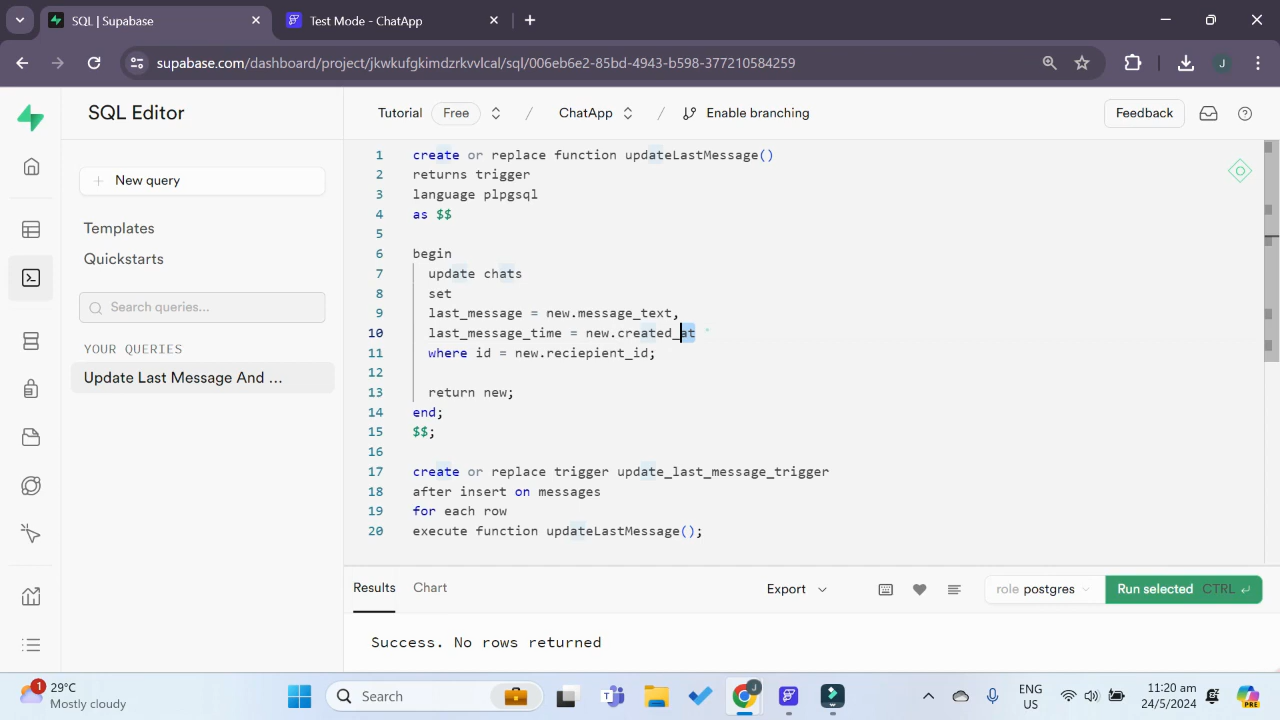 SQL | Supabase
Test Mode - ChatApp
supabase.com/dashboard/project/jkwkufgkimdzrkvvlcal/sql/006eb6e2-85bd-4943-b598-377210584259
J
SQL Editor
Tutorial Free / ChatApp / Enable branching
Feedback
New query
Templates
Quickstarts
Search queries...
YOUR QUERIES
Update Last Message And ...
1 create or replace function updateLastMessage()
2 returns trigger
3 language plpgsql
4 as $$
5
6 begin
7 update chats
8 set
9 last_message = new.message_text,
10 last_message_time = new.created_at
11 where id = new.reciepient_id;
12
13 return new;
14 end;
15 $$;
16
17 create or replace trigger update_last_message_trigger
18 after insert on messages
19 for each row
20 execute function updateLastMessage();
Results Chart
Export
role postgres
Run selected CTRL
Success. No rows returned
1
29°C
Mostly cloudy
Search
J
ENG
US
11:20 am
24/5/2024
PRE